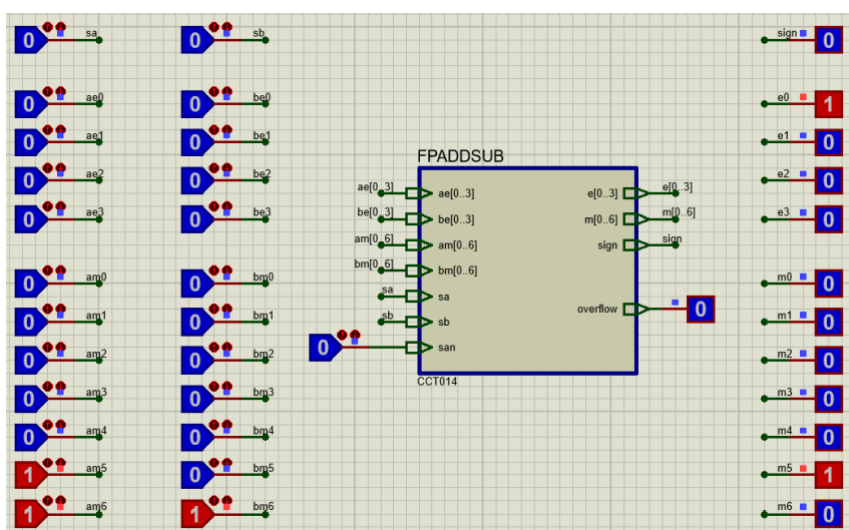 0 sa 0 sb sign 0
0 ae0 0 be0 e0 1
0 ae1 0 be1 e1 0
FPADDSUB
0 ae2 0 be2 e2 0
ae[0..3] ae[0..3] e[0..3] e[0..3]
0 ae3 0 be3 be[0..3] be[0..3] m[0..6] m[0..6] e3 0
am[0..6] am[0..6] sign sign
bm[0..6] bm[0..6]
0 am0 0 bm0 m0 0
sa sa
overflow 0
0 am1 0 bm1 sb sb m1 0
0 san
0 am2 0 bm2 m2 0
CCT014
0 am3 0 bm3 m3 0
0 am4 0 bm4 m4 0
1 am5 0 bm5 m5 1
1 am6 1 bm6 m6 0